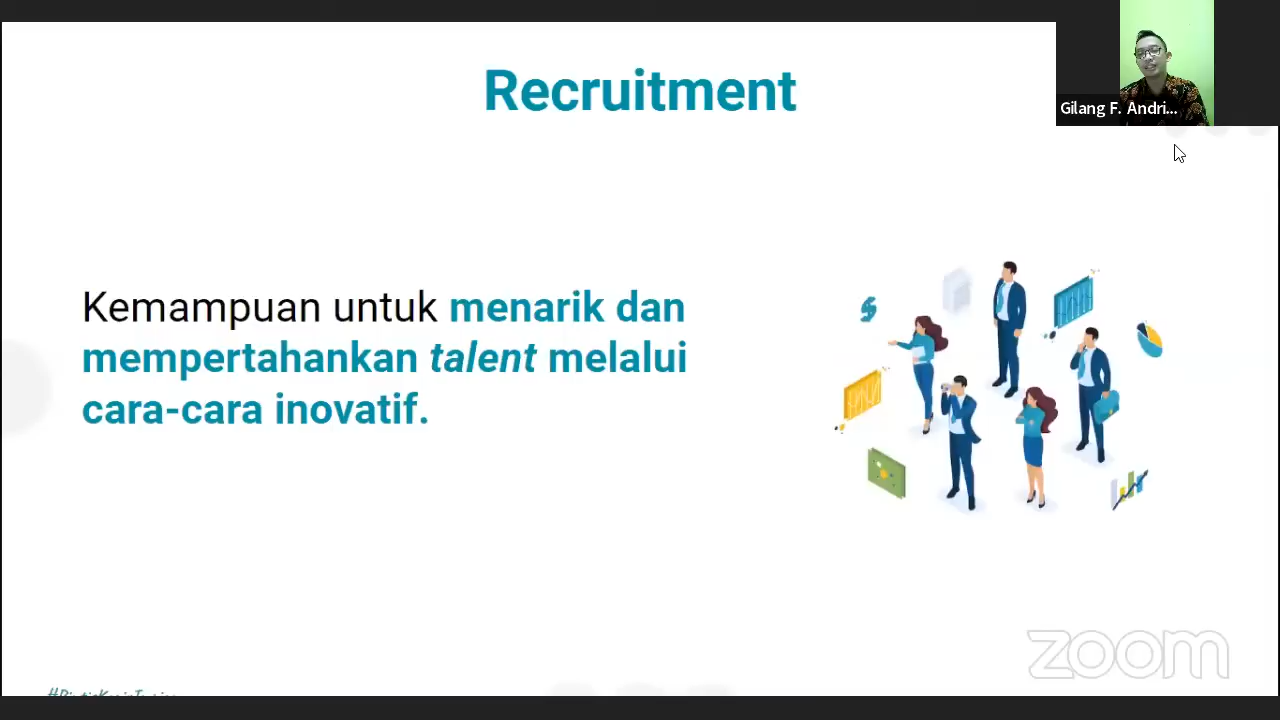 Recruitment
Gilang F. Andri...
Kemampuan untuk menarik dan
mempertahankan talent melalui
cara-cara inovatif.
zoom